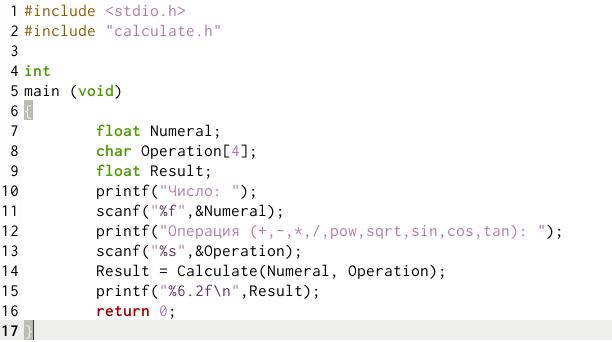 1 #include <stdio.h>
2 #include "calculate.h"
3
4 int
5 main (void)
6 {
7 float Numeral;
8 char Operation[4];
9 float Result;
10 printf("Число: ");
11 scanf("%f",&Numeral);
12 printf("Операция (+,-,*,/,pow,sqrt,sin,cos,tan): ");
13 scanf("%s",&Operation);
14 Result = Calculate(Numeral, Operation);
15 printf("%6.2f\n",Result);
16 return 0;
17 }